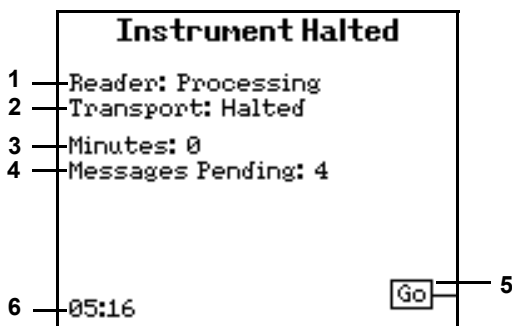 Instrument Halted
1 Reader: Processing
2 Transport: Halted
3 Minutes: 0
4 Messages Pending: 4
Go 5
6 05:16